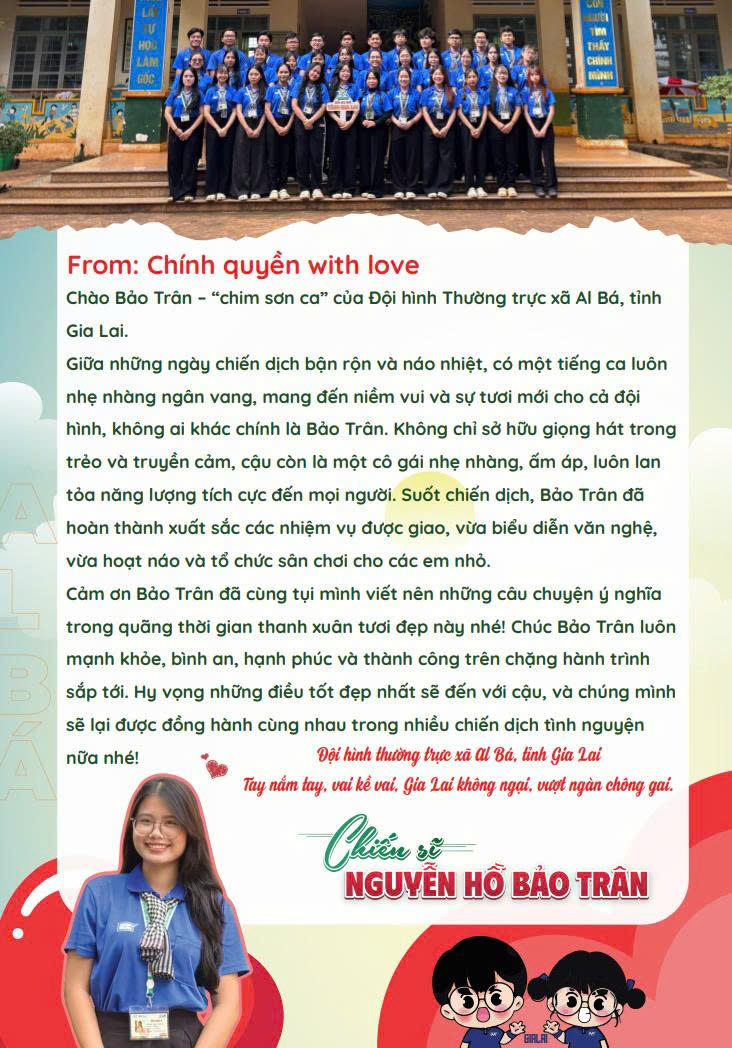 LẤY
TỰ
HỌC
LÀM
GỐC
CON
NGƯỜI
TÌM
THẤY
CHÍNH
MÌNH
From: Chính quyền with love
Chào Bảo Trân – “chim sơn ca” của Đội hình Thường trực xã Al Bá, tỉnh
Gia Lai.
Giữa những ngày chiến dịch bận rộn và náo nhiệt, có một tiếng ca luôn
nhẹ nhàng ngân vang, mang đến niềm vui và sự tươi mới cho cả đội
hình, không ai khác chính là Bảo Trân. Không chỉ sở hữu giọng hát trong
trẻo và truyền cảm, cậu còn là một cô gái nhẹ nhàng, ấm áp, luôn lan
tỏa năng lượng tích cực đến mọi người. Suốt chiến dịch, Bảo Trân đã
hoàn thành xuất sắc các nhiệm vụ được giao, vừa biểu diễn văn nghệ,
vừa hoạt náo và tổ chức sân chơi cho các em nhỏ.
Cảm ơn Bảo Trân đã cùng tụi mình viết nên những câu chuyện ý nghĩa
trong quãng thời gian thanh xuân tươi đẹp này nhé! Chúc Bảo Trân luôn
mạnh khỏe, bình an, hạnh phúc và thành công trên chặng hành trình
sắp tới. Hy vọng những điều tốt đẹp nhất sẽ đến với cậu, và chúng mình
sẽ lại được đồng hành cùng nhau trong nhiều chiến dịch tình nguyện
nữa nhé!
Đội hình thường trực xã Al Bá, tỉnh Gia Lai
Tay nắm tay, vai kề vai, Gia Lai không ngại, vượt ngàn chông gai.
Chiến sĩ
NGUYỄN HỒ BẢO TRÂN
AL BÁ
GIALAI